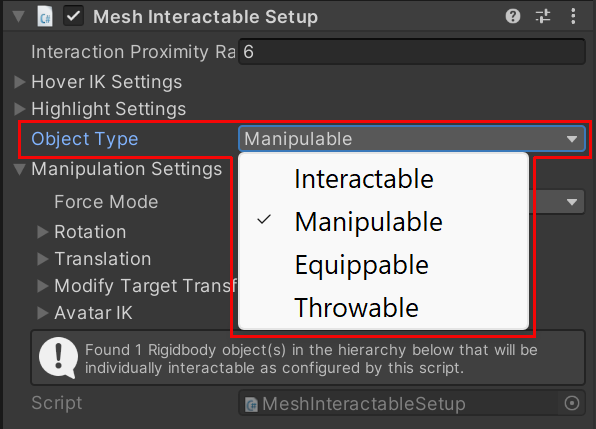 Mesh Interactable Setup
Interaction Proximity Ra 6
Hover IK Settings
Highlight Settings
Object Type Manipulable
Interactable
Manipulable
Equippable
Throwable
Manipulation Settings
Force Mode
Rotation
Translation
Modify Target Transf
Avatar IK
Found 1 Rigidbody object(s) in the hierarchy below that will be
individually interactable as configured by this script.
Script MeshInteractableSetup